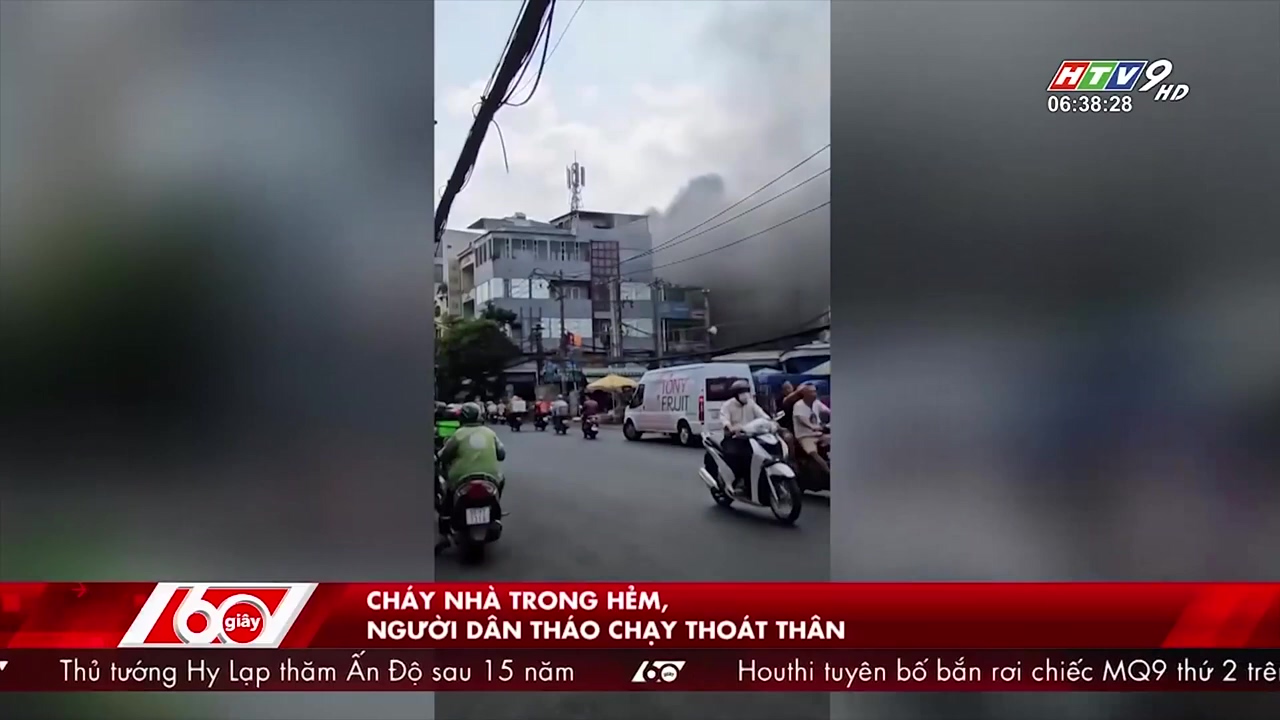 HTV9 HD
06:38:28
TONY
FRUIT
60 giây
CHÁY NHÀ TRONG HẺM,
NGƯỜI DÂN THÁO CHẠY THOÁT THÂN
Thủ tướng Hy Lạp thăm Ấn Độ sau 15 năm 60 giây Houthi tuyên bố bắn rơi chiếc MQ9 thứ 2 trên